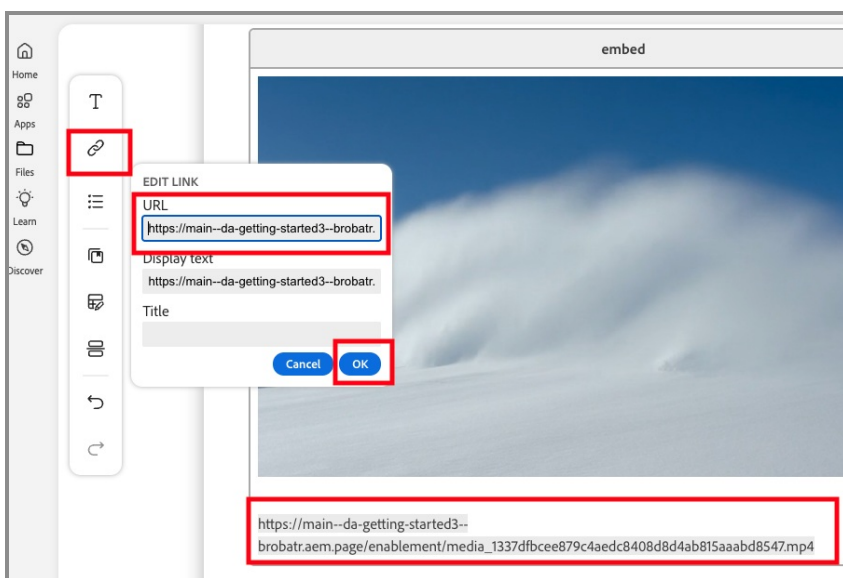 embed
Home
Apps
Files
Learn
Discover
T
EDIT LINK
URL
https://main--da-getting-started3--brobatr.
Display text
https://main--da-getting-started3--brobatr.
Title
Cancel OK
https://main--da-getting-started3--
brobatr.aem.page/enablement/media_1337dfbcee879c4aedc8408d8d4ab815aaabd8547.mp4